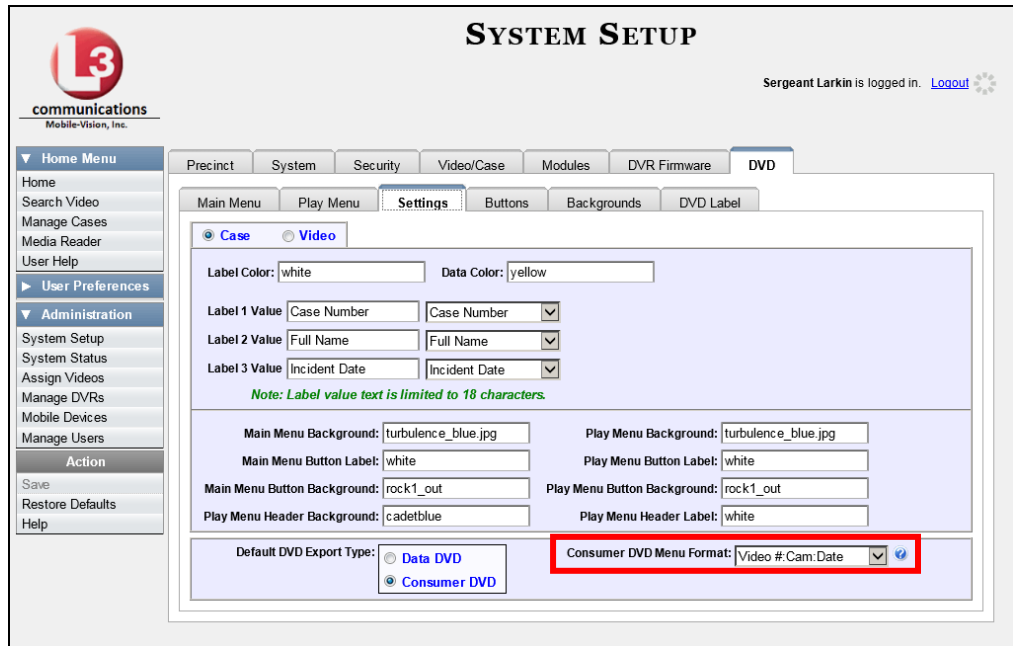 SYSTEM SETUP
L3
communications
Mobile-Vision, Inc.
Sergeant Larkin is logged in. Logout
▼ Home Menu
Home
Search Video
Manage Cases
Media Reader
User Help
▶ User Preferences
▼ Administration
System Setup
System Status
Assign Videos
Manage DVRs
Mobile Devices
Manage Users
Action
Save
Restore Defaults
Help
Precinct System Security Video/Case Modules DVR Firmware DVD
Main Menu Play Menu Settings Buttons Backgrounds DVD Label
Case Video
Label Color: white Data Color: yellow
Label 1 Value Case Number Case Number
Label 2 Value Full Name Full Name
Label 3 Value Incident Date Incident Date
Note: Label value text is limited to 18 characters.
Main Menu Background: turbulence_blue.jpg Play Menu Background: turbulence_blue.jpg
Main Menu Button Label: white Play Menu Button Label: white
Main Menu Button Background: rock1_out Play Menu Button Background: rock1_out
Play Menu Header Background: cadetblue Play Menu Header Label: white
Default DVD Export Type: Data DVD
Consumer DVD
Consumer DVD Menu Format: Video #:Cam:Date ?